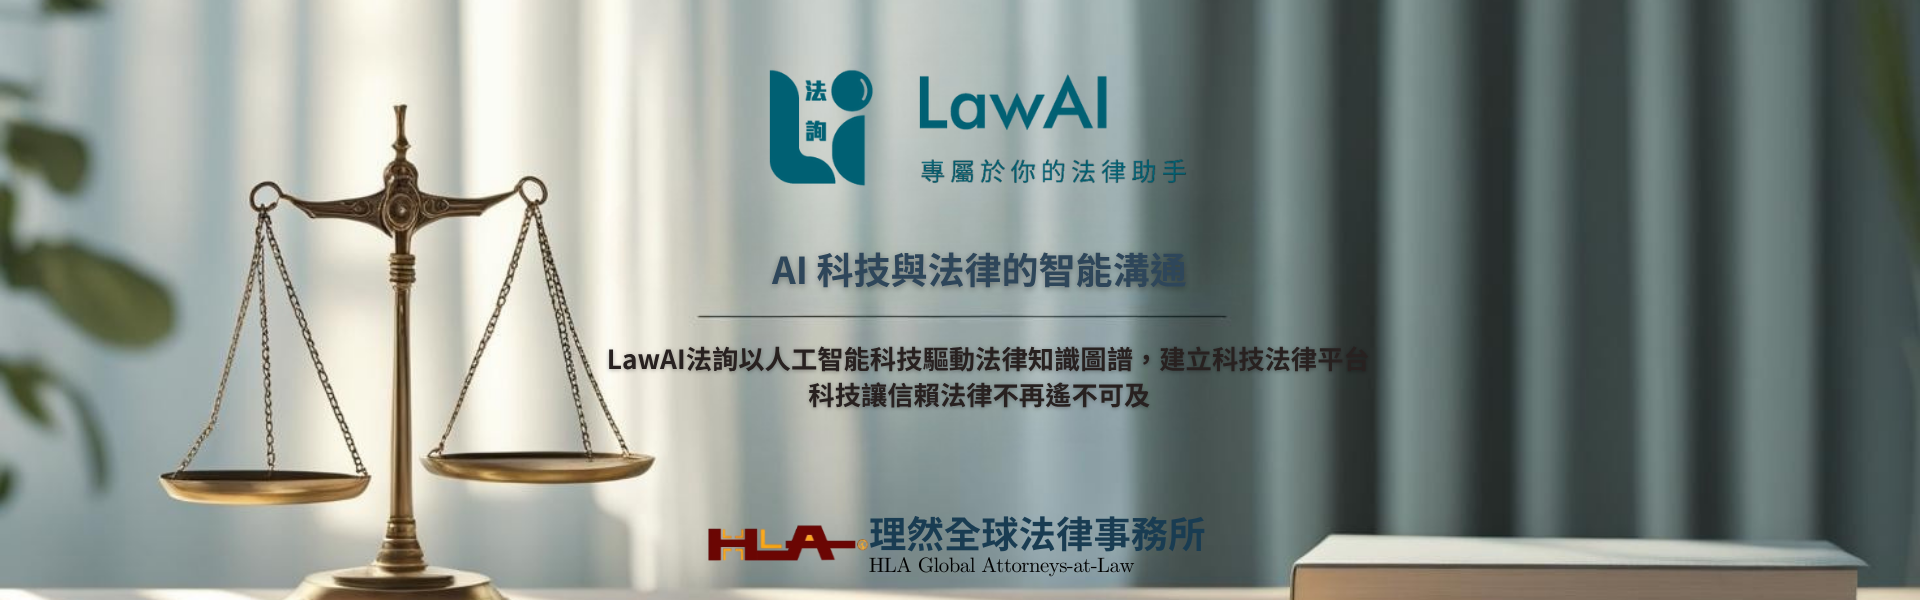 法詢
LawAI
專屬於你的法律助手
AI 科技與法律的智能溝通
LawAI法詢以人工智能科技驅動法律知識圖譜，建立科技法律平台
科技讓信賴法律不再遙不可及
HLA
理然全球法律事務所
HLA Global Attorneys-at-Law